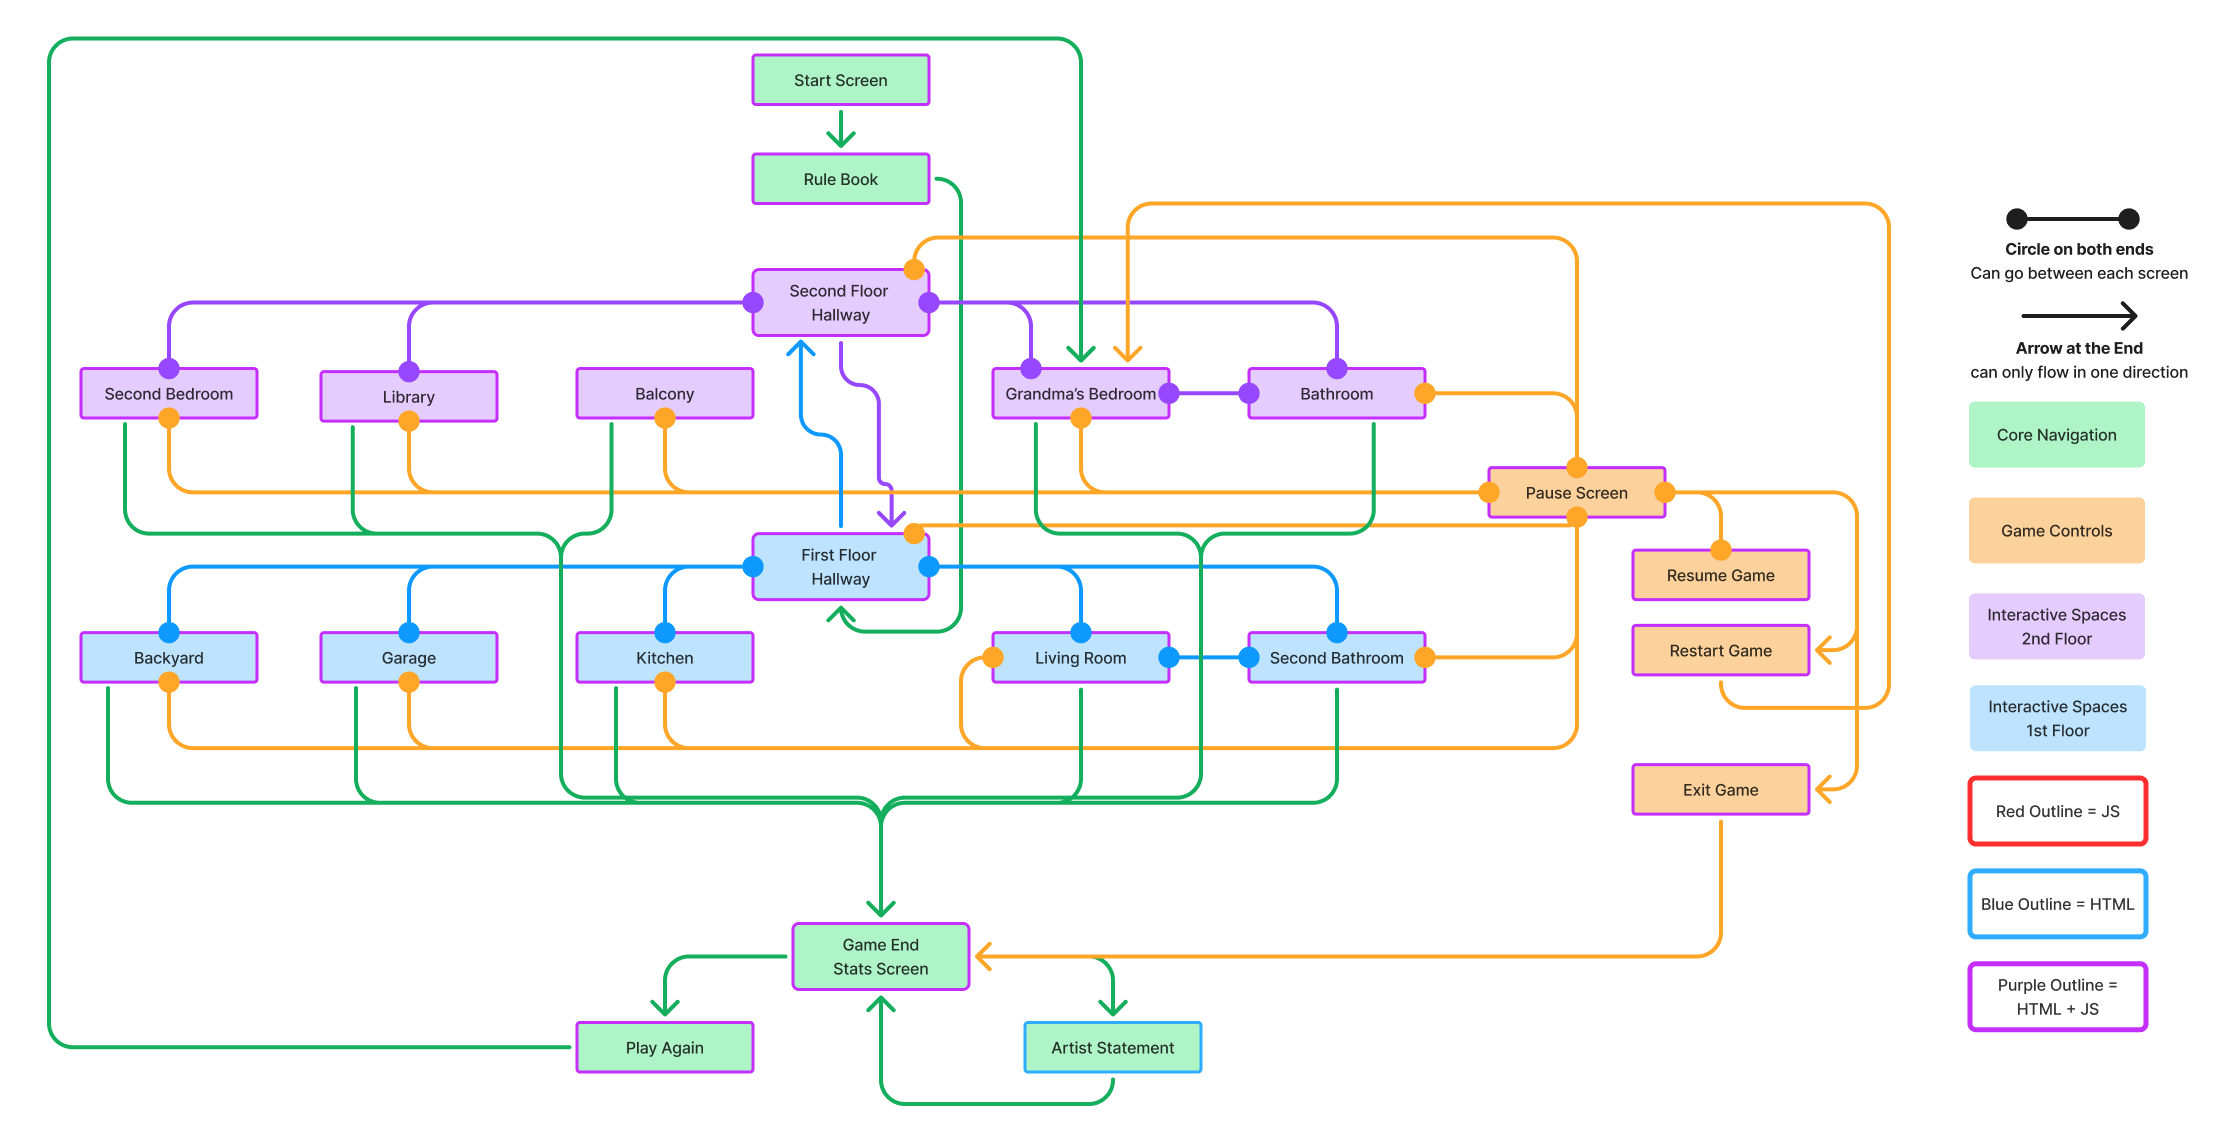 Start Screen
Rule Book
Second Floor
Hallway
Second Bedroom
Library
Balcony
Grandma's Bedroom
Bathroom
Pause Screen
First Floor
Hallway
Resume Game
Restart Game
Backyard
Garage
Kitchen
Living Room
Second Bathroom
Exit Game
Game End
Stats Screen
Play Again
Artist Statement
Circle on both ends
Can go between each screen
Arrow at the End
can only flow in one direction
Core Navigation
Game Controls
Interactive Spaces
2nd Floor
Interactive Spaces
1st Floor
Red Outline = JS
Blue Outline = HTML
Purple Outline =
HTML + JS